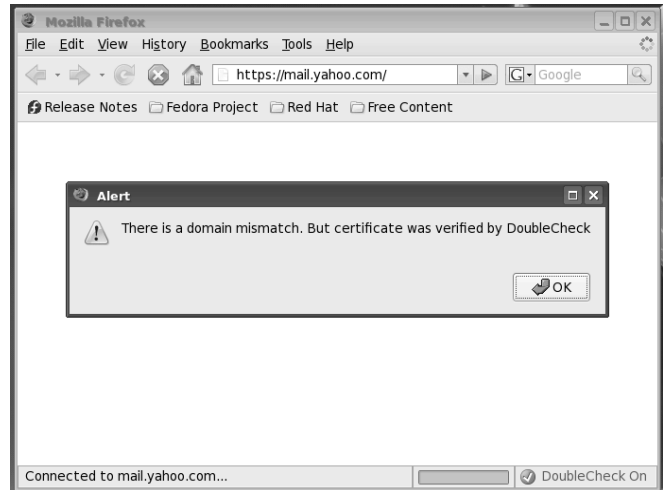 Mozilla Firefox
File Edit View History Bookmarks Tools Help
https://mail.yahoo.com/ G Google
Release Notes Fedora Project Red Hat Free Content
Alert
There is a domain mismatch. But certificate was verified by DoubleCheck
OK
Connected to mail.yahoo.com... DoubleCheck On